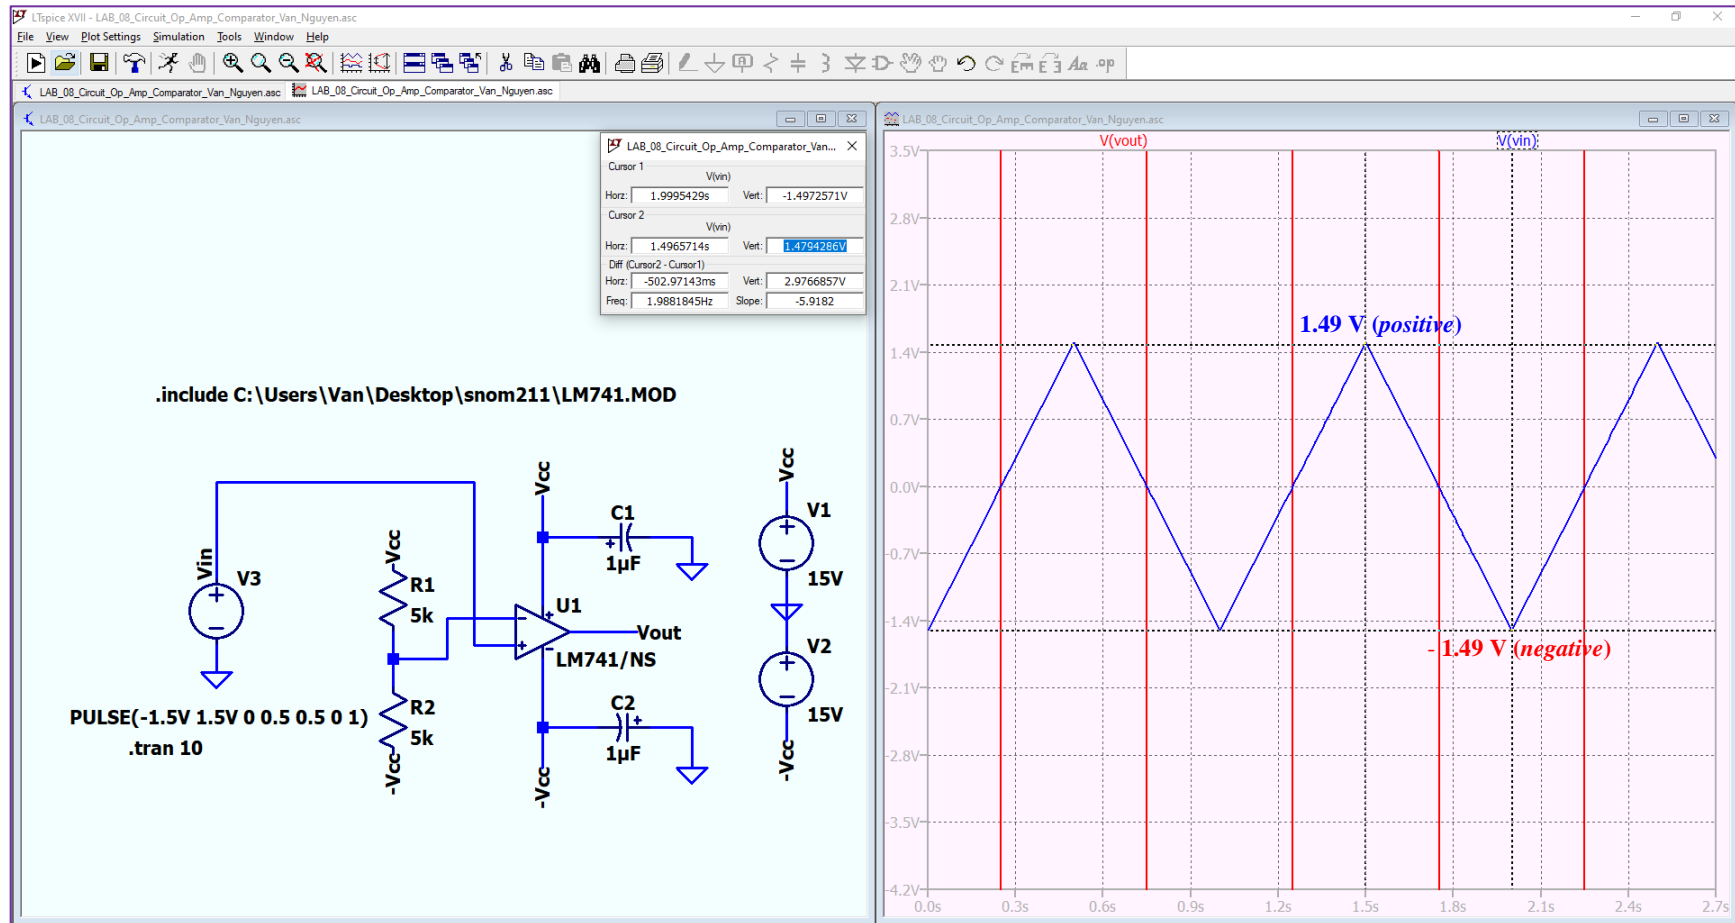 LTspice XVII - LAB_08_Circuit_Op_Amp_Comparator_Van_Nguyen.asc
File View Plot Settings Simulation Tools Window Help
Aa .op
LAB_08_Circuit_Op_Amp_Comparator_Van_Nguyen.asc LAB_08_Circuit_Op_Amp_Comparator_Van_Nguyen.asc
LAB_08_Circuit_Op_Amp_Comparator_Van_Nguyen.asc
LAB_08_Circuit_Op_Amp_Comparator_Van...
Cursor 1
V(vin)
Horz: 1.9995429s Vert: -1.4972571V
Cursor 2
V(vin)
Horz: 1.4965714s Vert: 1.4794286V
Diff (Cursor2 - Cursor1)
Horz: -502.97143ms Vert: 2.9766857V
Freq: 1.9881845Hz Slope: -5.9182
.include C:\Users\Van\Desktop\snom211\LM741.MOD
Vin
V3
PULSE(-1.5V 1.5V 0 0.5 0.5 0 1)
.tran 10
Vcc
R1
5k
R2
5k
-Vcc
Vcc
C1
1µF
U1
Vout
LM741/NS
C2
1µF
-Vcc
Vcc
V1
15V
V2
15V
-Vcc
LAB_08_Circuit_Op_Amp_Comparator_Van_Nguyen.asc
V(vout) V(vin)
3.5V
2.8V
2.1V
1.4V
0.7V
0.0V
-0.7V
-1.4V
-2.1V
-2.8V
-3.5V
-4.2V
1.49 V (positive)
- 1.49 V (negative)
0.0s 0.3s 0.6s 0.9s 1.2s 1.5s 1.8s 2.1s 2.4s 2.7s